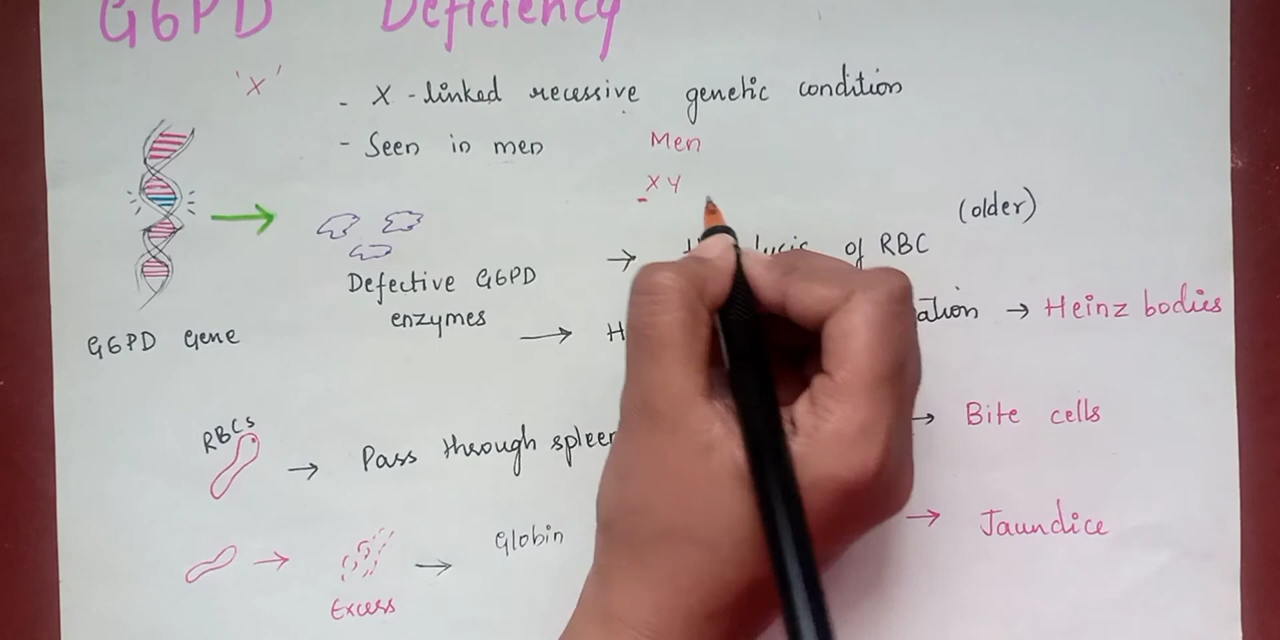 G6PD Deficiency
'X'
- X-linked recessive genetic condition
- Seen in men
Men
XY
(older)
of RBC
Defective G6PD
enzymes
→ Heinz bodies
G6PD Gene
RBCs
→ Pass through spleen
→ Bite cells
→
→ Globin
→ Jaundice
Excess